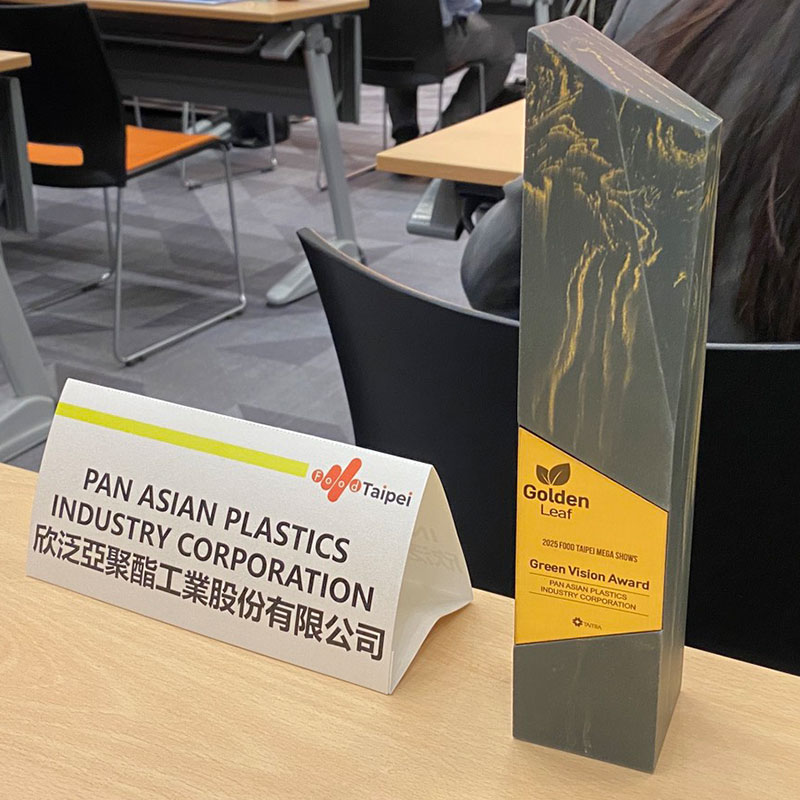 Food Taipei
PAN ASIAN PLASTICS
INDUSTRY CORPORATION
欣泛亞聚酯工業股份有限公司
Golden
Leaf
2025 FOOD TAIPEI MEGA SHOWS
Green Vision Award
PAN ASIAN PLASTICS
INDUSTRY CORPORATION
TAITRA